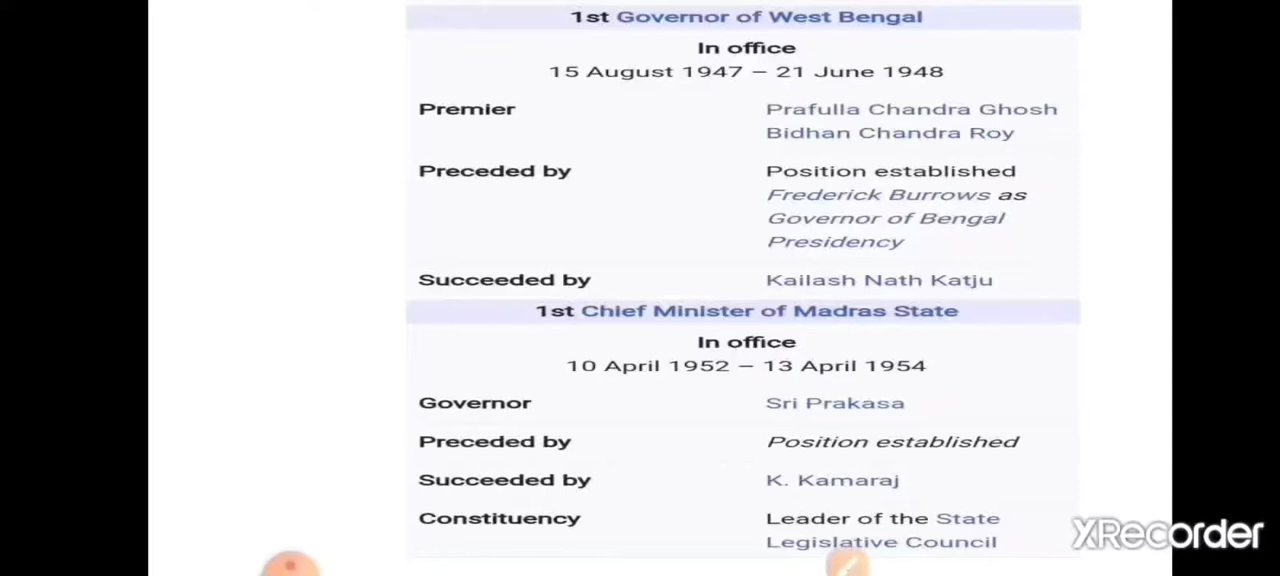 1st Governor of West Bengal
In office
15 August 1947 – 21 June 1948
Premier Prafulla Chandra Ghosh
Bidhan Chandra Roy
Preceded by Position established
Frederick Burrows as
Governor of Bengal
Presidency
Succeeded by Kailash Nath Katju
1st Chief Minister of Madras State
In office
10 April 1952 – 13 April 1954
Governor Sri Prakasa
Preceded by Position established
Succeeded by K. Kamaraj
Constituency Leader of the State
Legislative Council
XRecorder